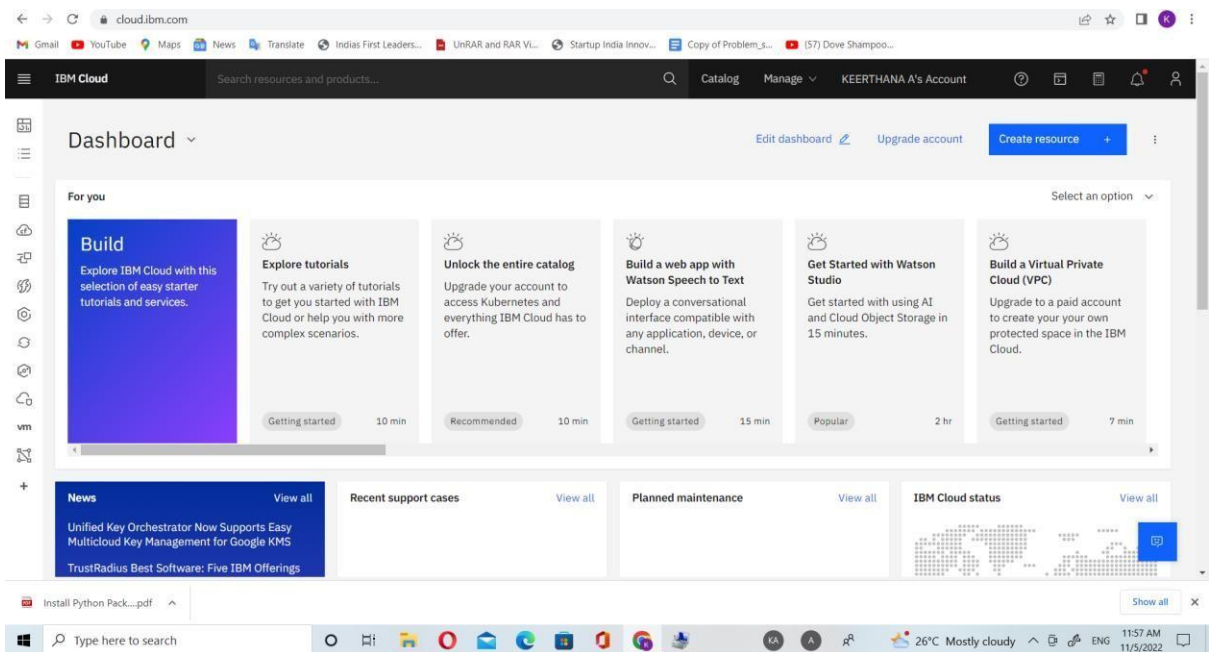 cloud.ibm.com
K
Gmail YouTube Maps News Translate Indias First Leaders... UnRAR and RAR Vi... Startup India Innov... Copy of Problem_s... (57) Dove Shampoo...
IBM Cloud Search resources and products... Catalog Manage KEERTHANA A's Account
Dashboard Edit dashboard Upgrade account Create resource +
For you Select an option
Build
Explore IBM Cloud with this
selection of easy starter
tutorials and services.
Explore tutorials
Try out a variety of tutorials
to get you started with IBM
Cloud or help you with more
complex scenarios.
Getting started 10 min
Unlock the entire catalog
Upgrade your account to
access Kubernetes and
everything IBM Cloud has to
offer.
Recommended 10 min
Build a web app with
Watson Speech to Text
Deploy a conversational
interface compatible with
any application, device, or
channel.
Getting started 15 min
Get Started with Watson
Studio
Get started with using AI
and Cloud Object Storage in
15 minutes.
Popular 2 hr
Build a Virtual Private
Cloud (VPC)
Upgrade to a paid account
to create your your own
protected space in the IBM
Cloud.
Getting started 7 min
vm
News View all
Unified Key Orchestrator Now Supports Easy
Multicloud Key Management for Google KMS
TrustRadius Best Software: Five IBM Offerings
Recent support cases View all
Planned maintenance View all
IBM Cloud status View all
Install Python Pack....pdf Show all
Type here to search KA A 26°C Mostly cloudy ENG 11:57 AM
11/5/2022